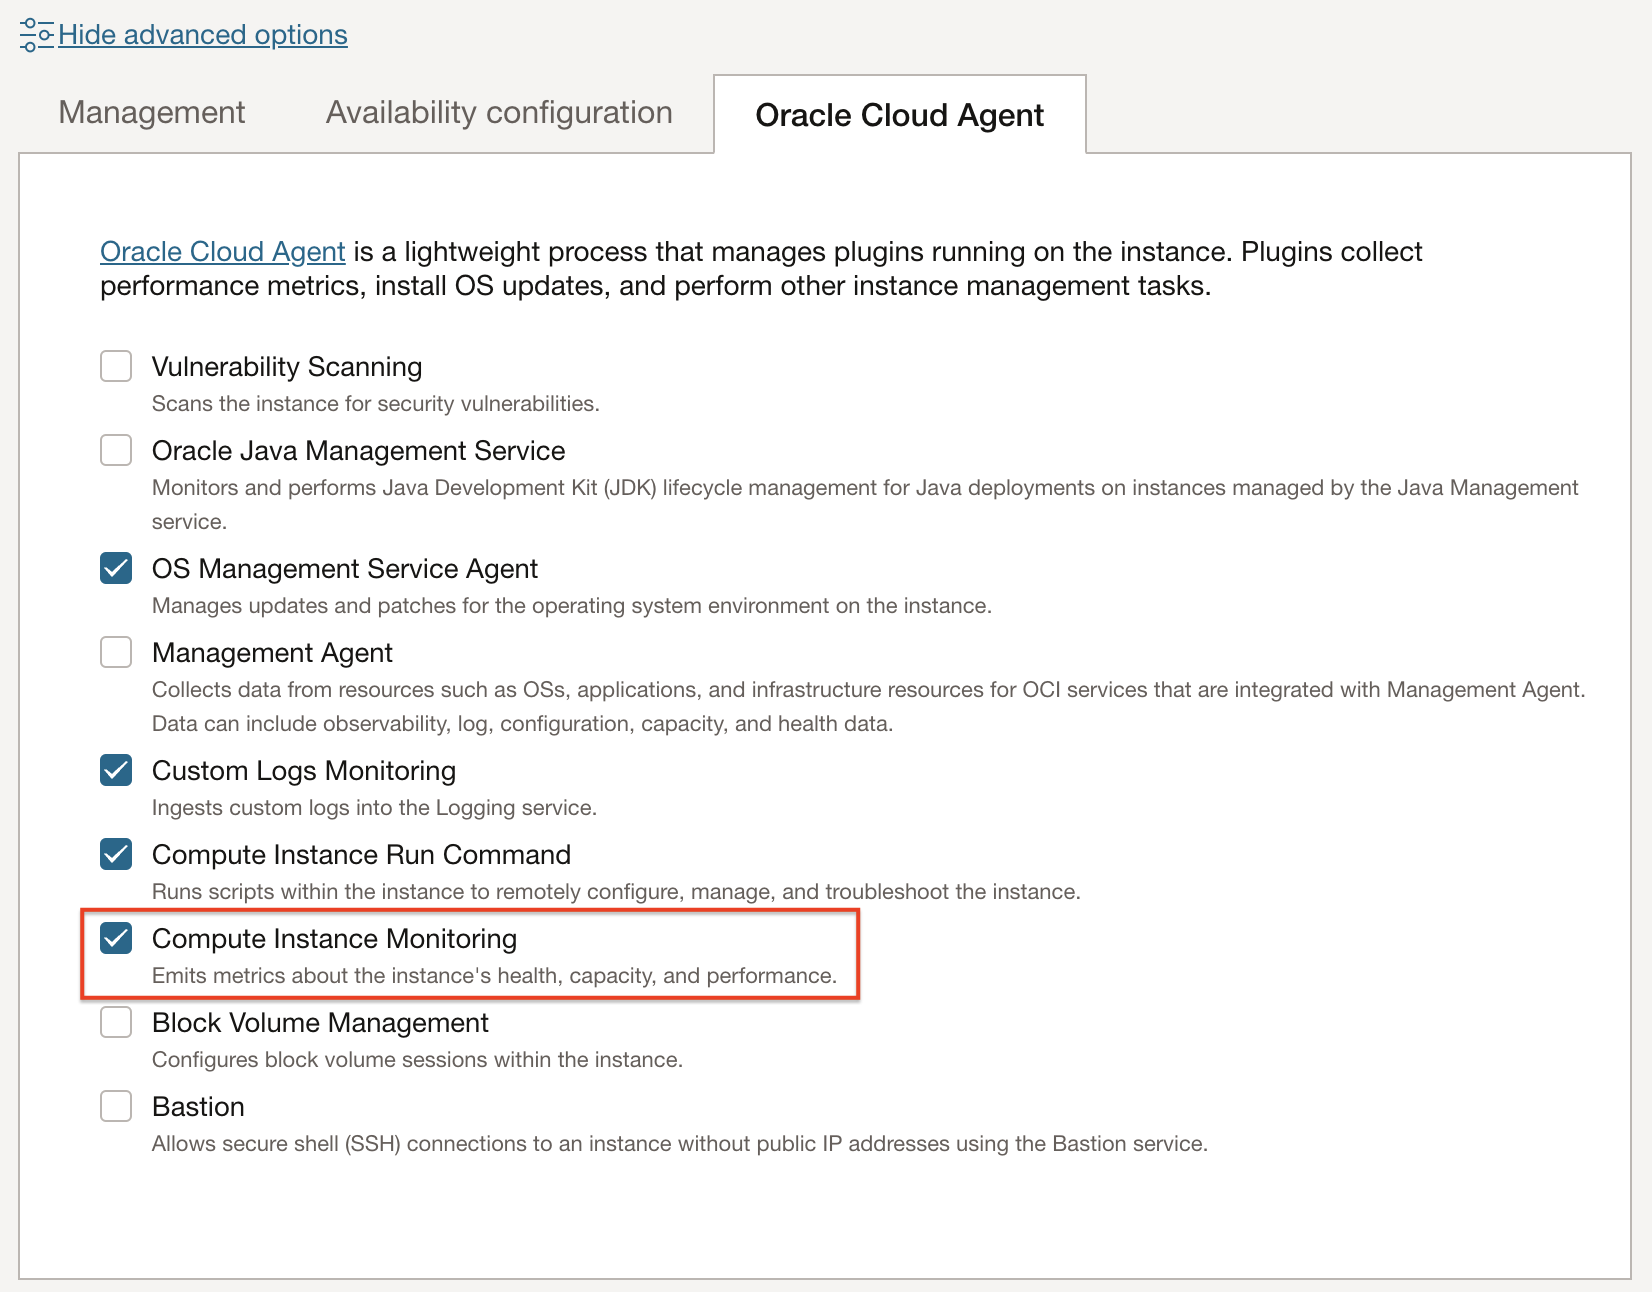 Hide advanced options
Management
Availability configuration
Oracle Cloud Agent
Oracle Cloud Agent is a lightweight process that manages plugins running on the instance. Plugins collect
performance metrics, install OS updates, and perform other instance management tasks.
Vulnerability Scanning
Scans the instance for security vulnerabilities.
Oracle Java Management Service
Monitors and performs Java Development Kit (JDK) lifecycle management for Java deployments on instances managed by the Java Management
service.
OS Management Service Agent
Manages updates and patches for the operating system environment on the instance.
Management Agent
Collects data from resources such as OSs, applications, and infrastructure resources for OCI services that are integrated with Management Agent.
Data can include observability, log, configuration, capacity, and health data.
Custom Logs Monitoring
Ingests custom logs into the Logging service.
Compute Instance Run Command
Runs scripts within the instance to remotely configure, manage, and troubleshoot the instance.
Compute Instance Monitoring
Emits metrics about the instance's health, capacity, and performance.
Block Volume Management
Configures block volume sessions within the instance.
Bastion
Allows secure shell (SSH) connections to an instance without public IP addresses using the Bastion service.